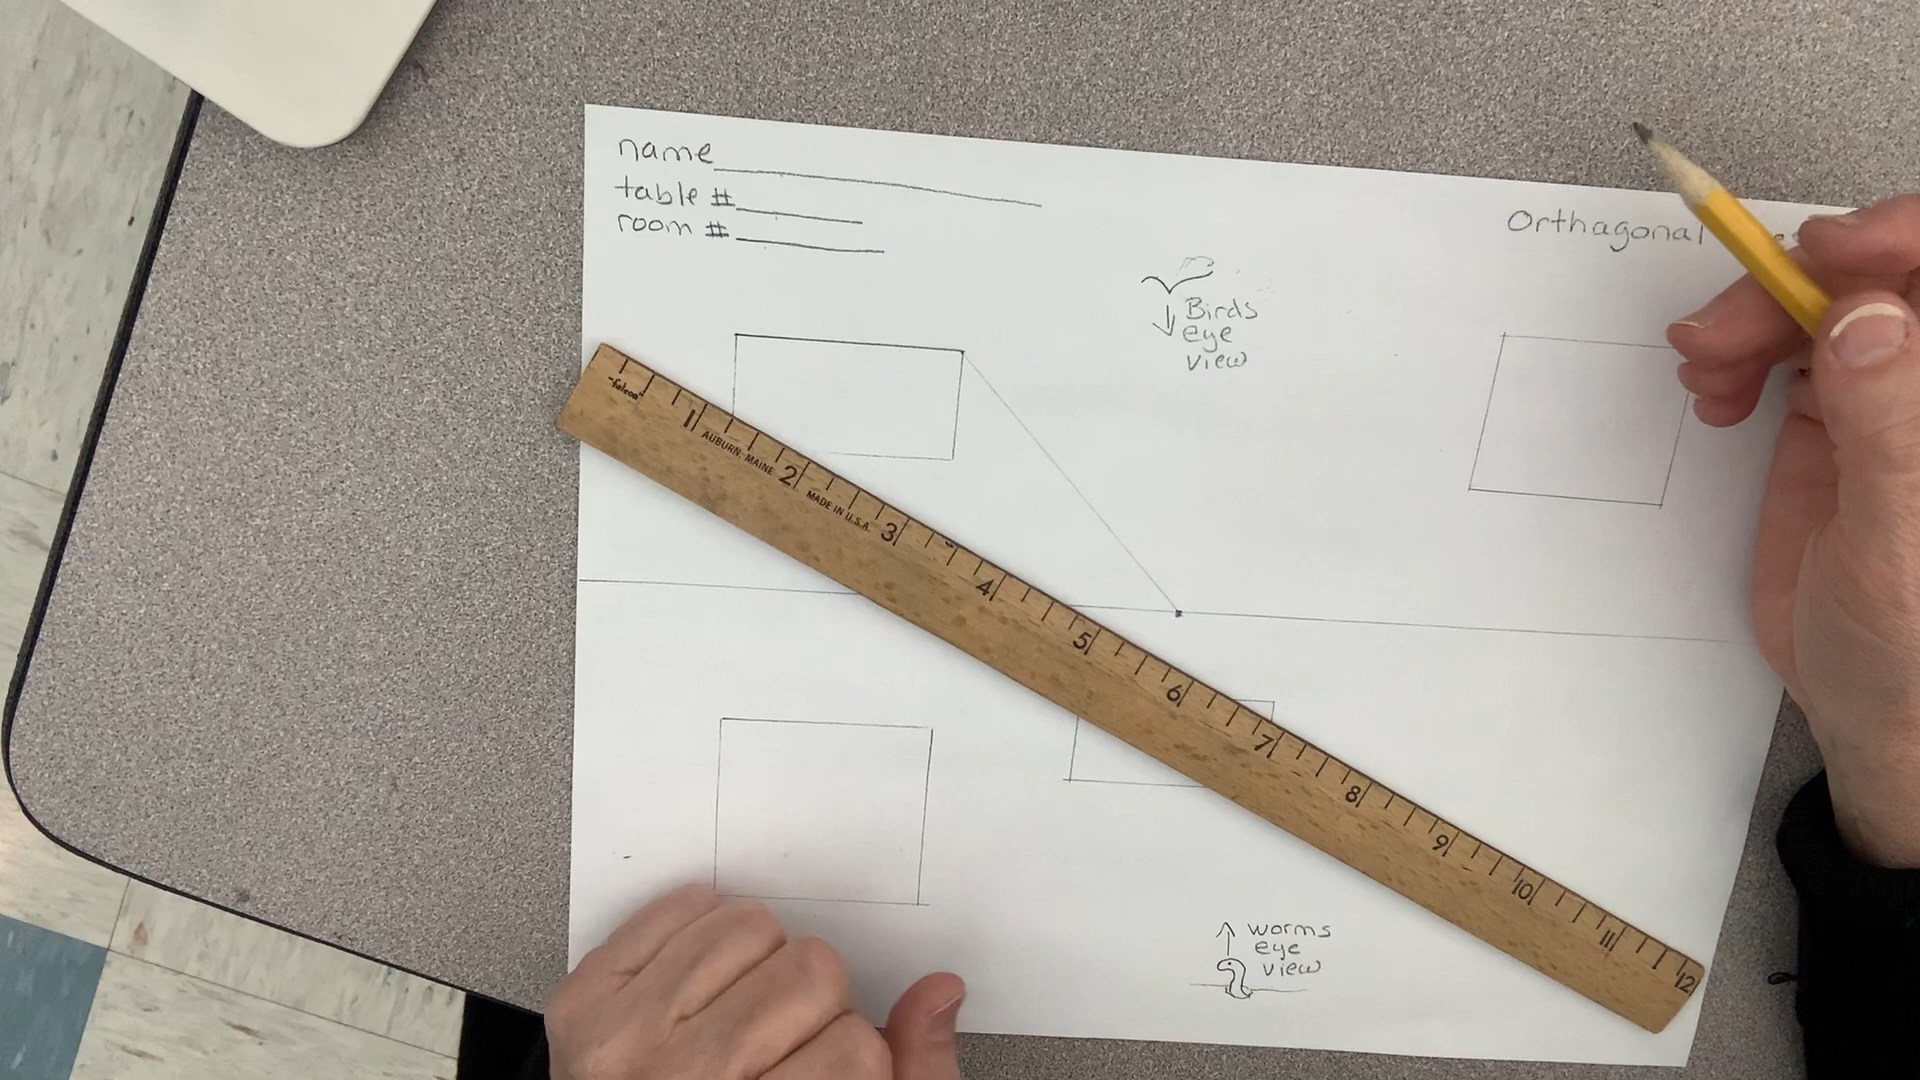 name
table #
room #
Orthagonal
Birds
eye
view
-falcon-
AUBURN, MAINE
MADE IN U.S.A.
1 2 3 4 5 6 7 8 9 10 11 12
worms
eye
view